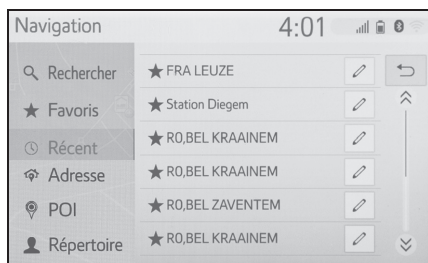 Navigation 4:01
Rechercher
Favoris
Récent
Adresse
POI
Répertoire
FRA LEUZE
Station Diegem
R0,BEL KRAAINEM
R0,BEL KRAAINEM
R0,BEL ZAVENTEM
R0,BEL KRAAINEM